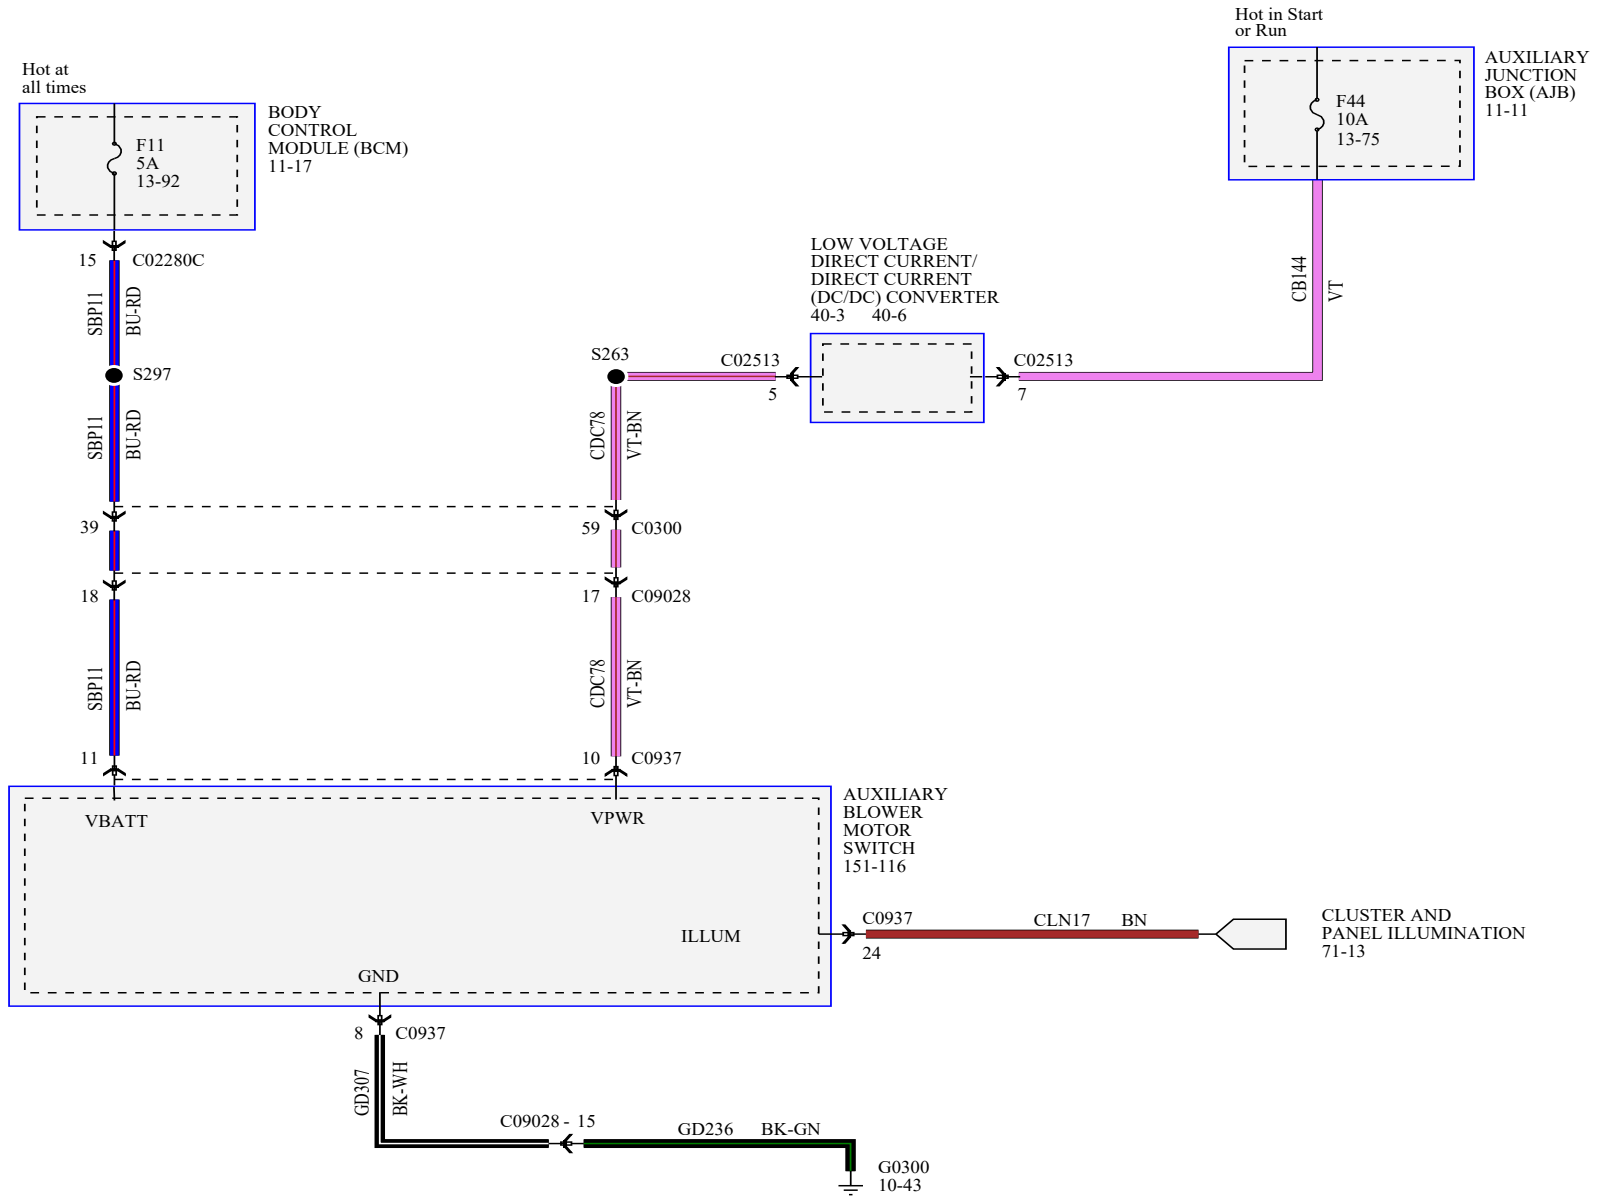 Hot in Start
or Run
AUXILIARY
JUNCTION
BOX (AJB)
11-11
F44
10A
13-75
Hot at
all times
BODY
CONTROL
MODULE (BCM)
11-17
F11
5A
13-92
15
C02280C
SBP11
BU-RD
S297
SBP11
BU-RD
LOW VOLTAGE
DIRECT CURRENT/
DIRECT CURRENT
(DC/DC) CONVERTER
40-3 40-6
CB144
VT
S263
C02513
5
C02513
7
CDC78
VT-BN
39
59
C0300
18
17
C09028
SBP11
BU-RD
CDC78
VT-BN
11
10
C0937
VBATT
VPWR
AUXILIARY
BLOWER
MOTOR
SWITCH
151-116
ILLUM
C0937
24
CLN17 BN
CLUSTER AND
PANEL ILLUMINATION
71-13
GND
8
C0937
GD307
BK-WH
C09028 - 15
GD236 BK-GN
G0300
10-43